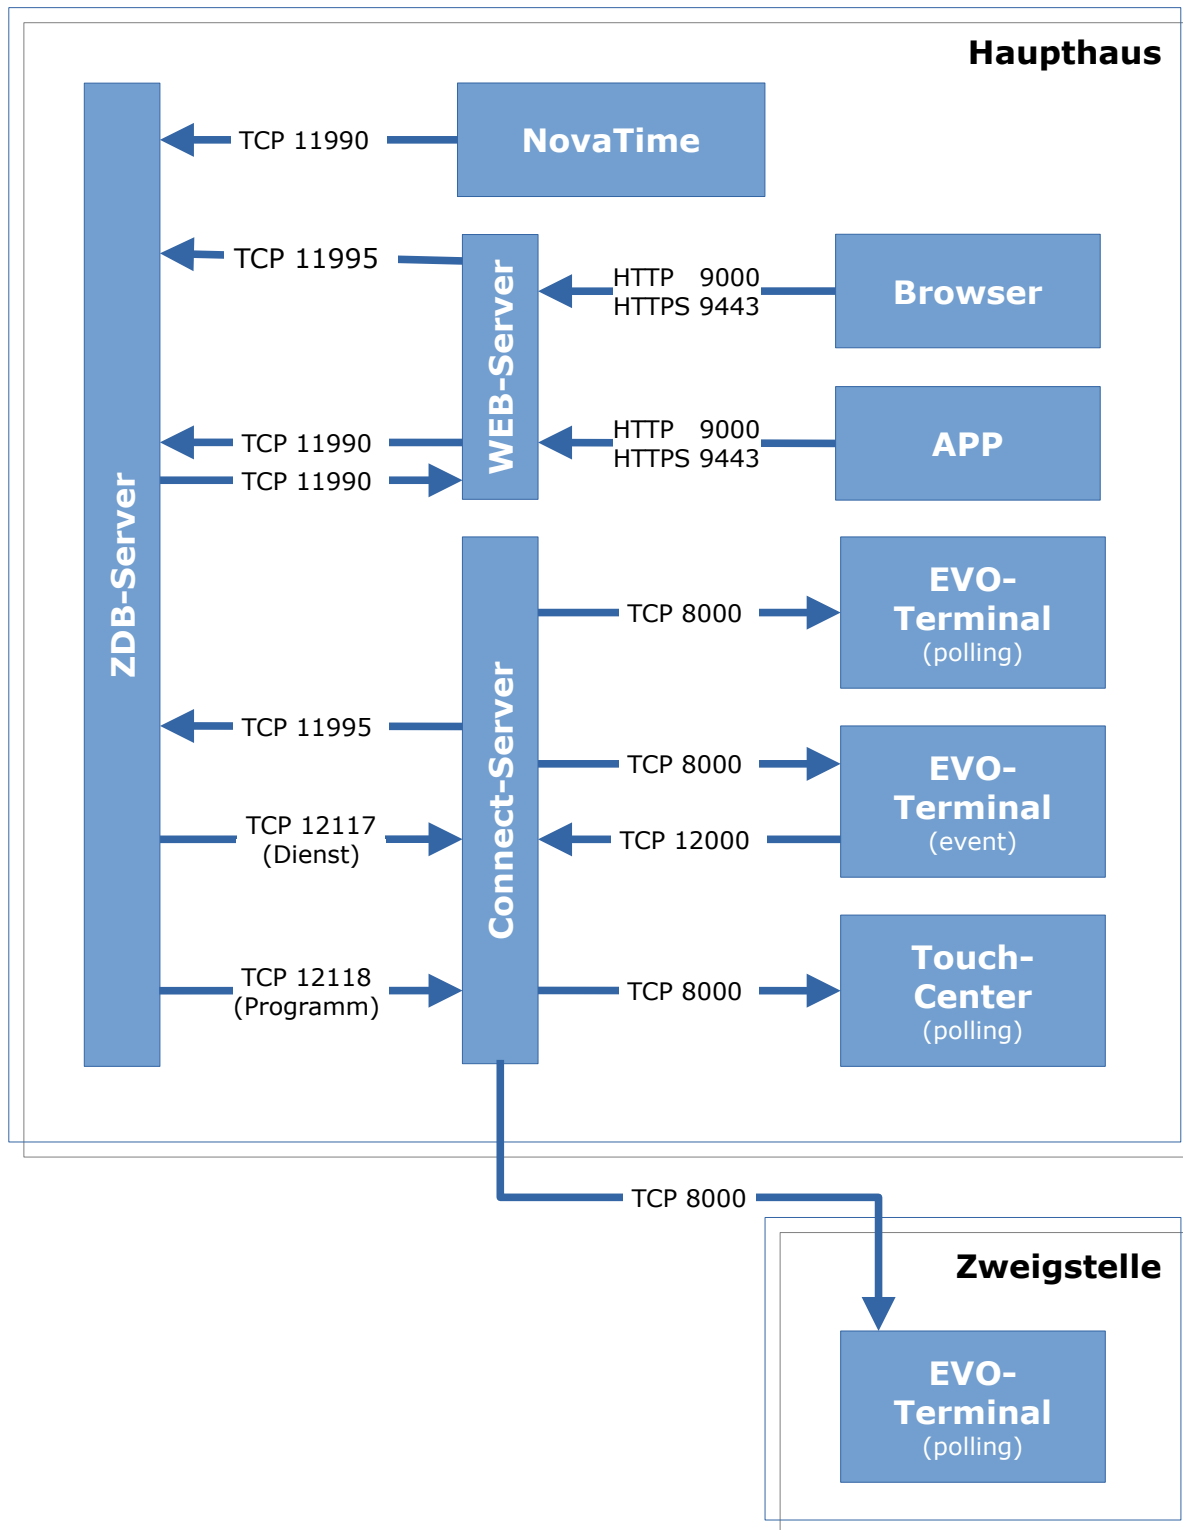 Haupthaus
TCP 11990
NovaTime
TCP 11995
HTTP 9000
HTTPS 9443
Browser
WEB-Server
TCP 11990
TCP 11990
HTTP 9000
HTTPS 9443
APP
ZDB-Server
EVO-
Terminal
(polling)
TCP 8000
Connect-Server
TCP 11995
TCP 8000
EVO-
Terminal
(event)
TCP 12117
(Dienst)
TCP 12000
TCP 12118
(Programm)
TCP 8000
Touch-
Center
(polling)
TCP 8000
Zweigstelle
EVO-
Terminal
(polling)